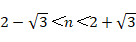 2 − √3 < n < 2 + √3